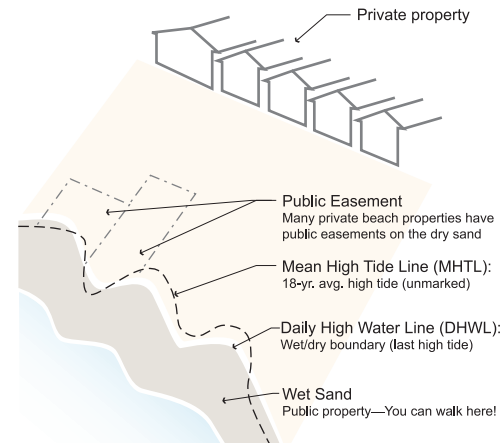 Private property
Public Easement
Many private beach properties have
public easements on the dry sand
Mean High Tide Line (MHTL):
18-yr. avg. high tide (unmarked)
Daily High Water Line (DHWL):
Wet/dry boundary (last high tide)
Wet Sand
Public property—You can walk here!